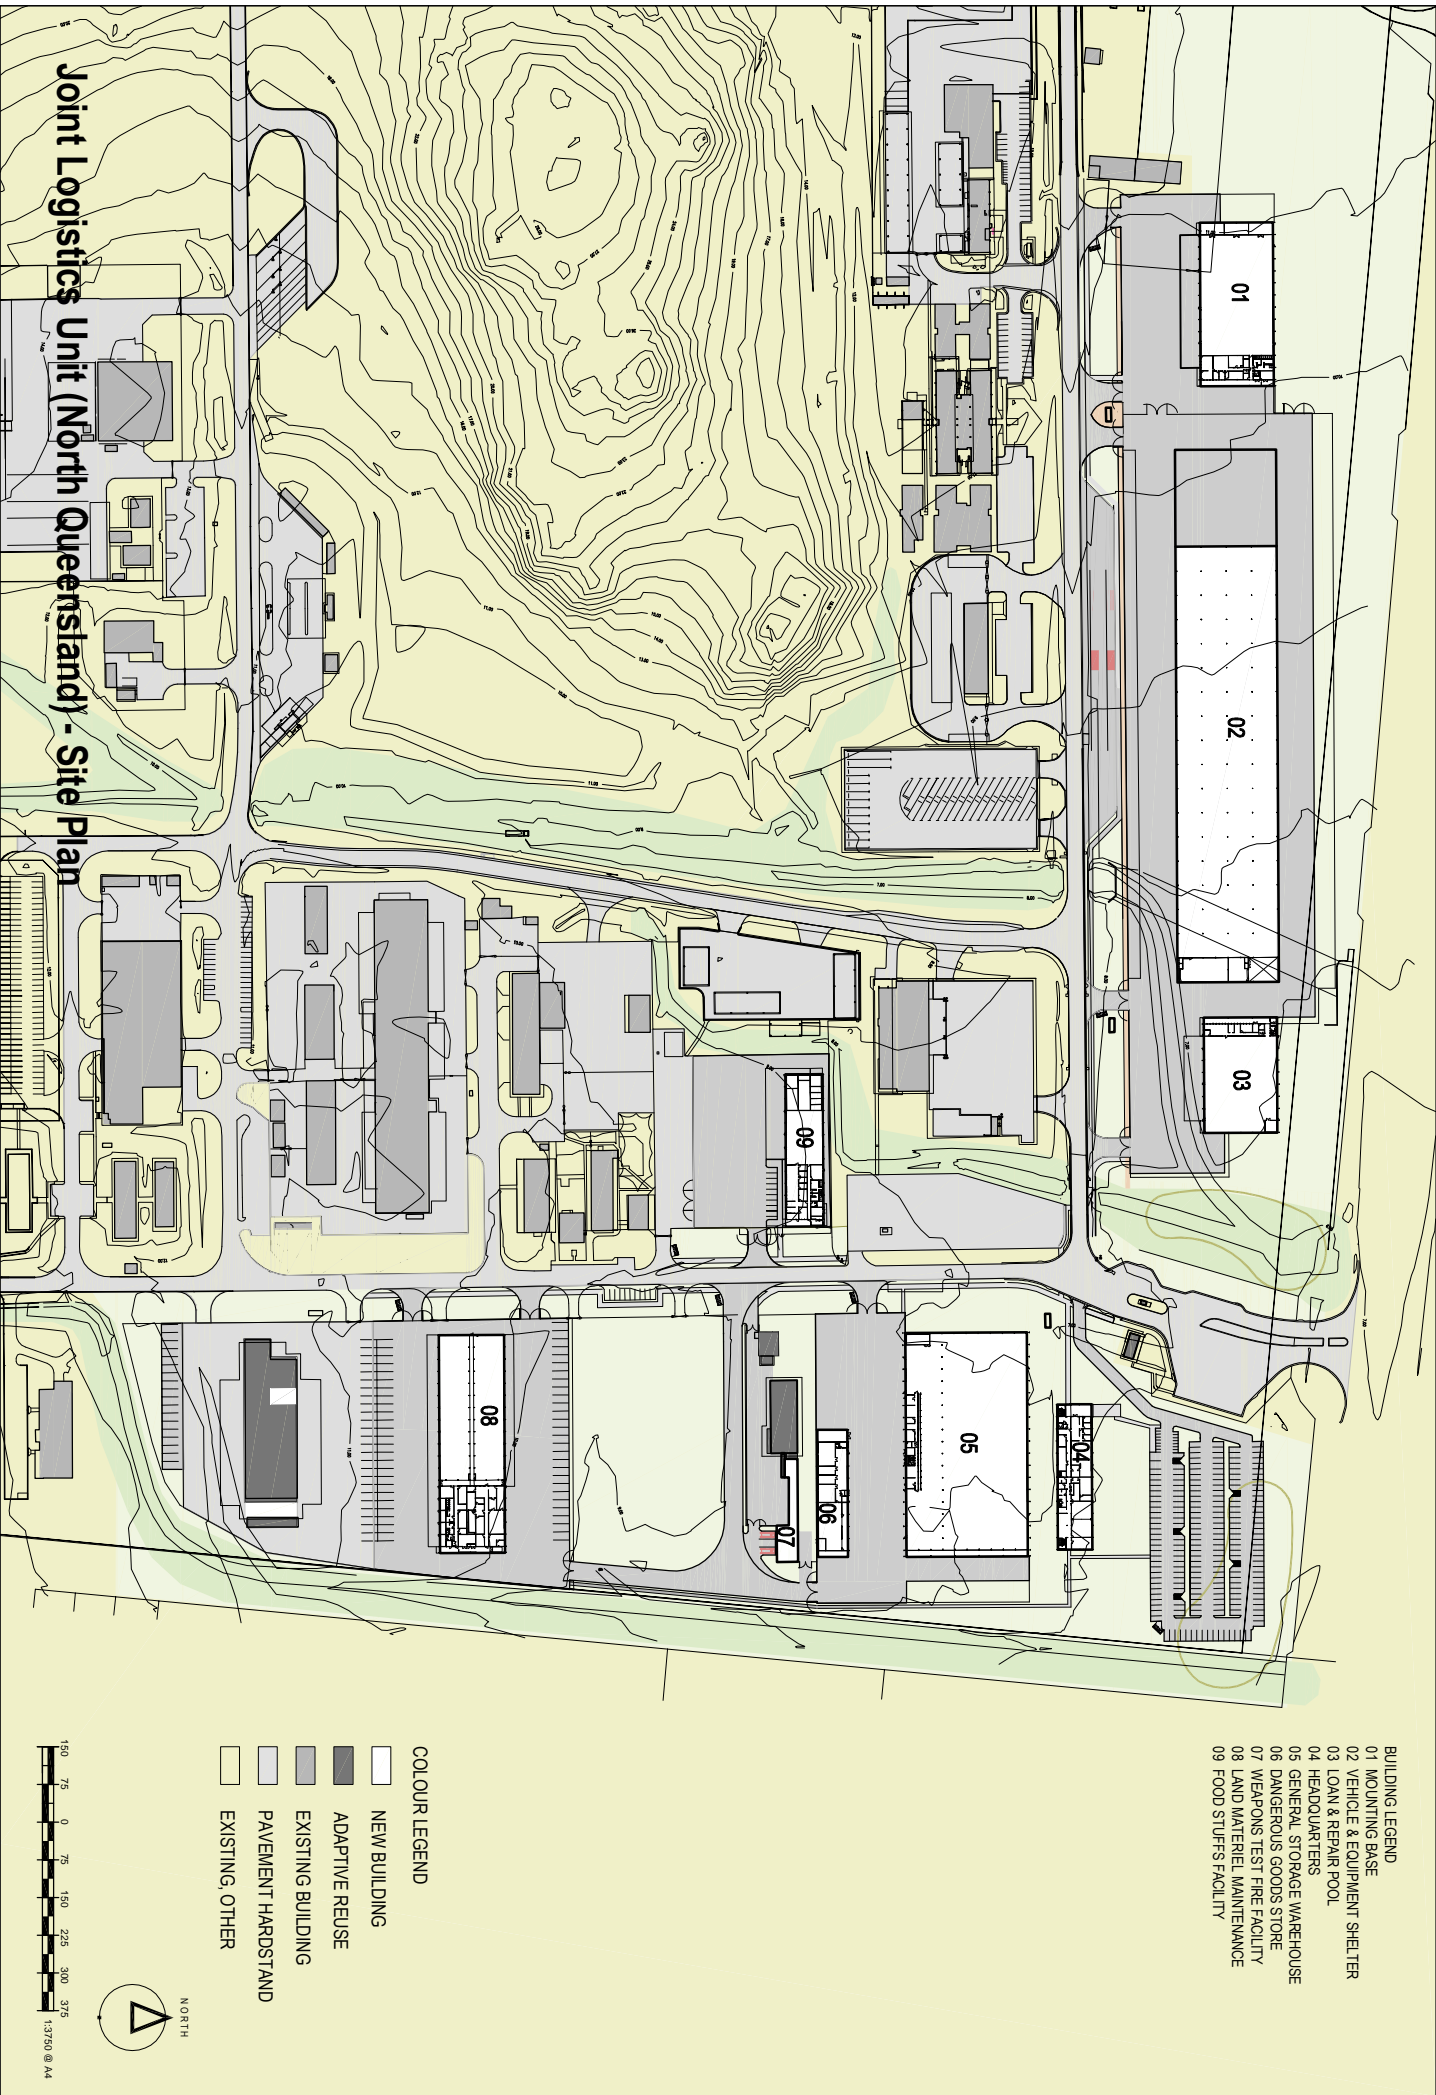 Joint Logistics Unit (North Queensland) - Site Plan
01
02
03
04
05
06
07
08
09
BUILDING LEGEND
01 MOUNTING BASE
02 VEHICLE & EQUIPMENT SHELTER
03 LOAN & REPAIR POOL
04 HEADQUARTERS
05 GENERAL STORAGE WAREHOUSE
06 DANGEROUS GOODS STORE
07 WEAPONS TEST FIRE FACILITY
08 LAND MATERIEL MAINTENANCE
09 FOOD STUFFS FACILITY
COLOUR LEGEND
NEW BUILDING
ADAPTIVE REUSE
EXISTING BUILDING
PAVEMENT HARDSTAND
EXISTING, OTHER
NORTH
150 75 0 75 150 225 300 375
1:3750 @ A4